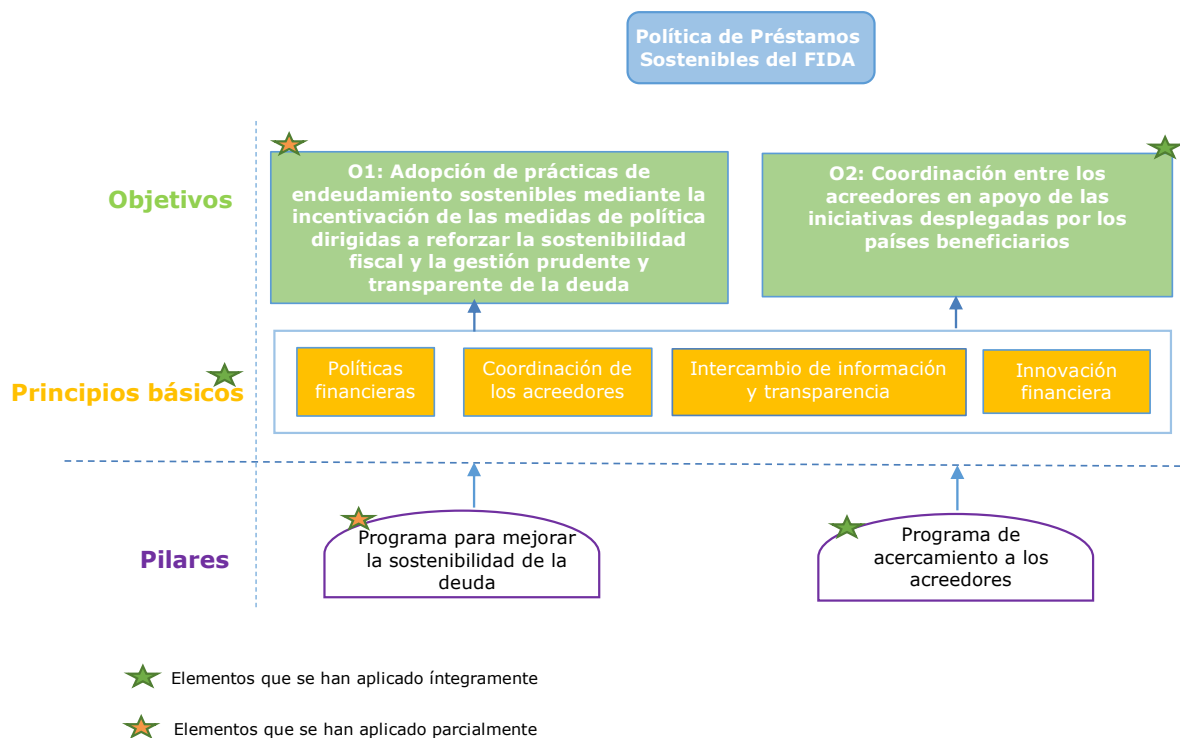 Política de Préstamos
Sostenibles del FIDA
Objetivos
O1: Adopción de prácticas de
endeudamiento sostenibles mediante la
incentivación de las medidas de política
dirigidas a reforzar la sostenibilidad
fiscal y la gestión prudente y
transparente de la deuda
O2: Coordinación entre los
acreedores en apoyo de las
iniciativas desplegadas por los
países beneficiarios
Principios básicos
Políticas
financieras
Coordinación de
los acreedores
Intercambio de información
y transparencia
Innovación
financiera
Pilares
Programa para mejorar
la sostenibilidad de la
deuda
Programa de
acercamiento a los
acreedores
Elementos que se han aplicado íntegramente
Elementos que se han aplicado parcialmente